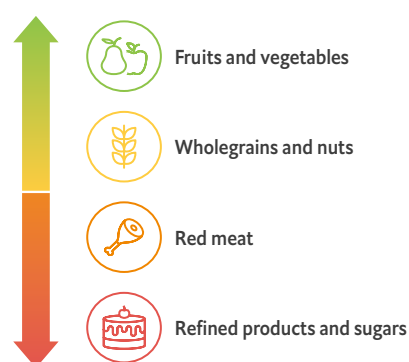 Fruits and vegetables
Wholegrains and nuts
Red meat
Refined products and sugars